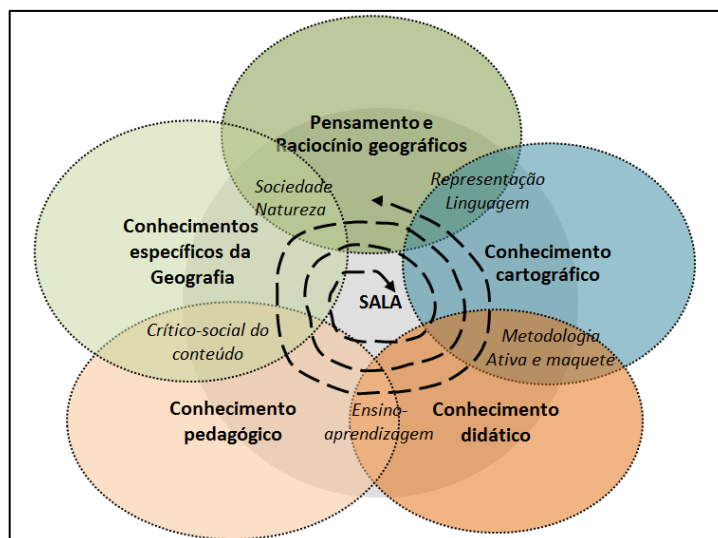 Pensamento e
Raciocínio geográficos
Sociedade
Natureza
Representação
Linguagem
Conhecimentos
específicos da
Geografia
Conhecimento
cartográfico
SALA
Crítico-social do
conteúdo
Metodologia
Ativa e maquete
Conhecimento
pedagógico
Ensino-
aprendizagem
Conhecimento
didático